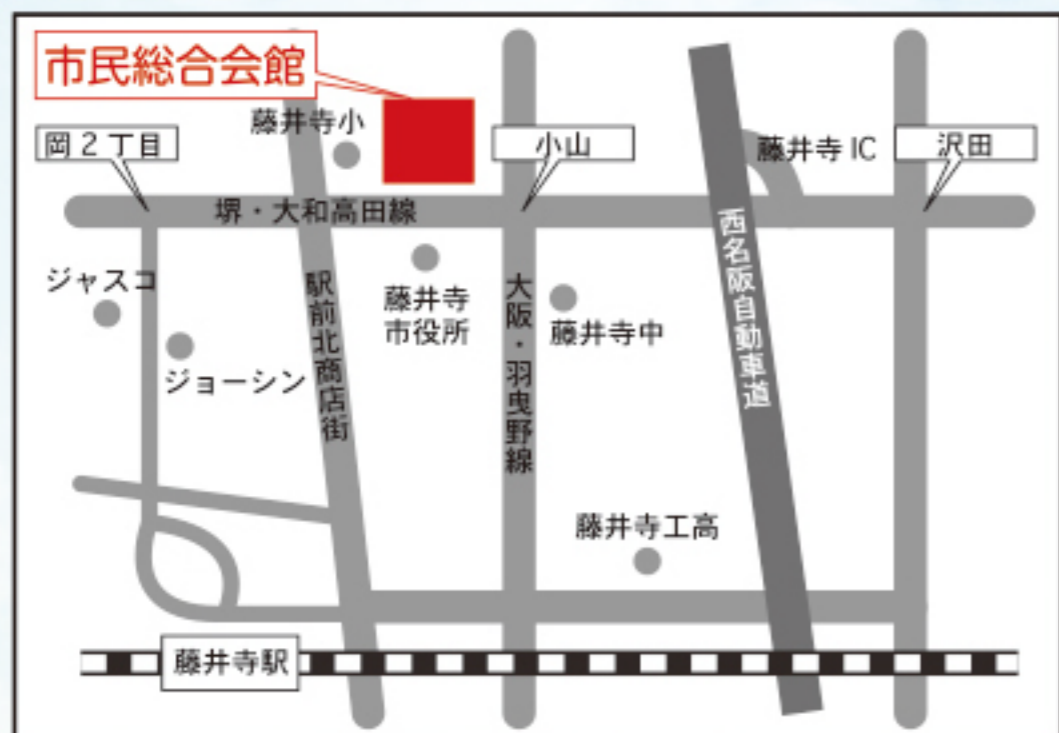 市民総合会館
藤井寺小
岡2丁目
小山
藤井寺IC
沢田
堺・大和高田線
ジャスコ
駅前北商店街
藤井寺
市役所
大阪・羽曳野線
藤井寺中
西名阪自動車道
ジョーシン
藤井寺工高
藤井寺駅